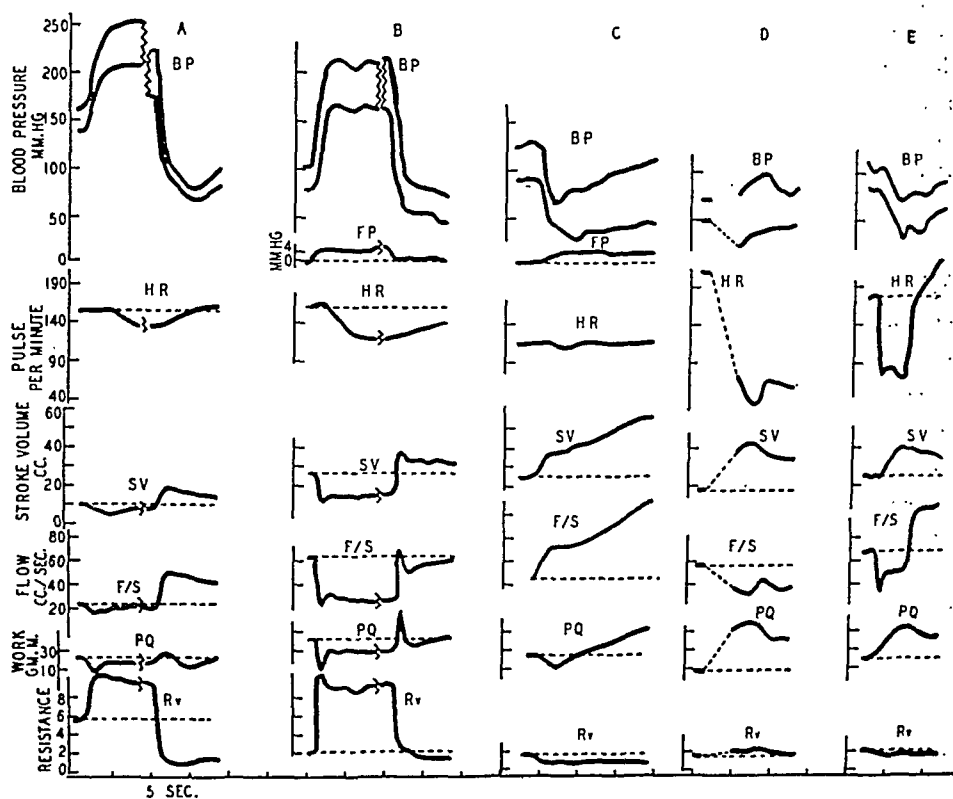 A B C D E
250
200
150
100
50
0
BLOOD PRESSURE
MM.HG
BP BP BP BP BP
MMHG
4
0
FP FP
190
140
90
40
PULSE
PER MINUTE
HR HR HR HR HR
60
40
20
0
STROKE VOLUME
CC.
SV SV SV SV SV
80
60
40
20
FLOW
CC/SEC.
F/S F/S F/S F/S F/S
30
10
WORK
GM.M.
PQ PQ PQ PQ PQ
8
6
4
2
0
RESISTANCE
Rv Rv Rv Rv Rv
5 SEC.